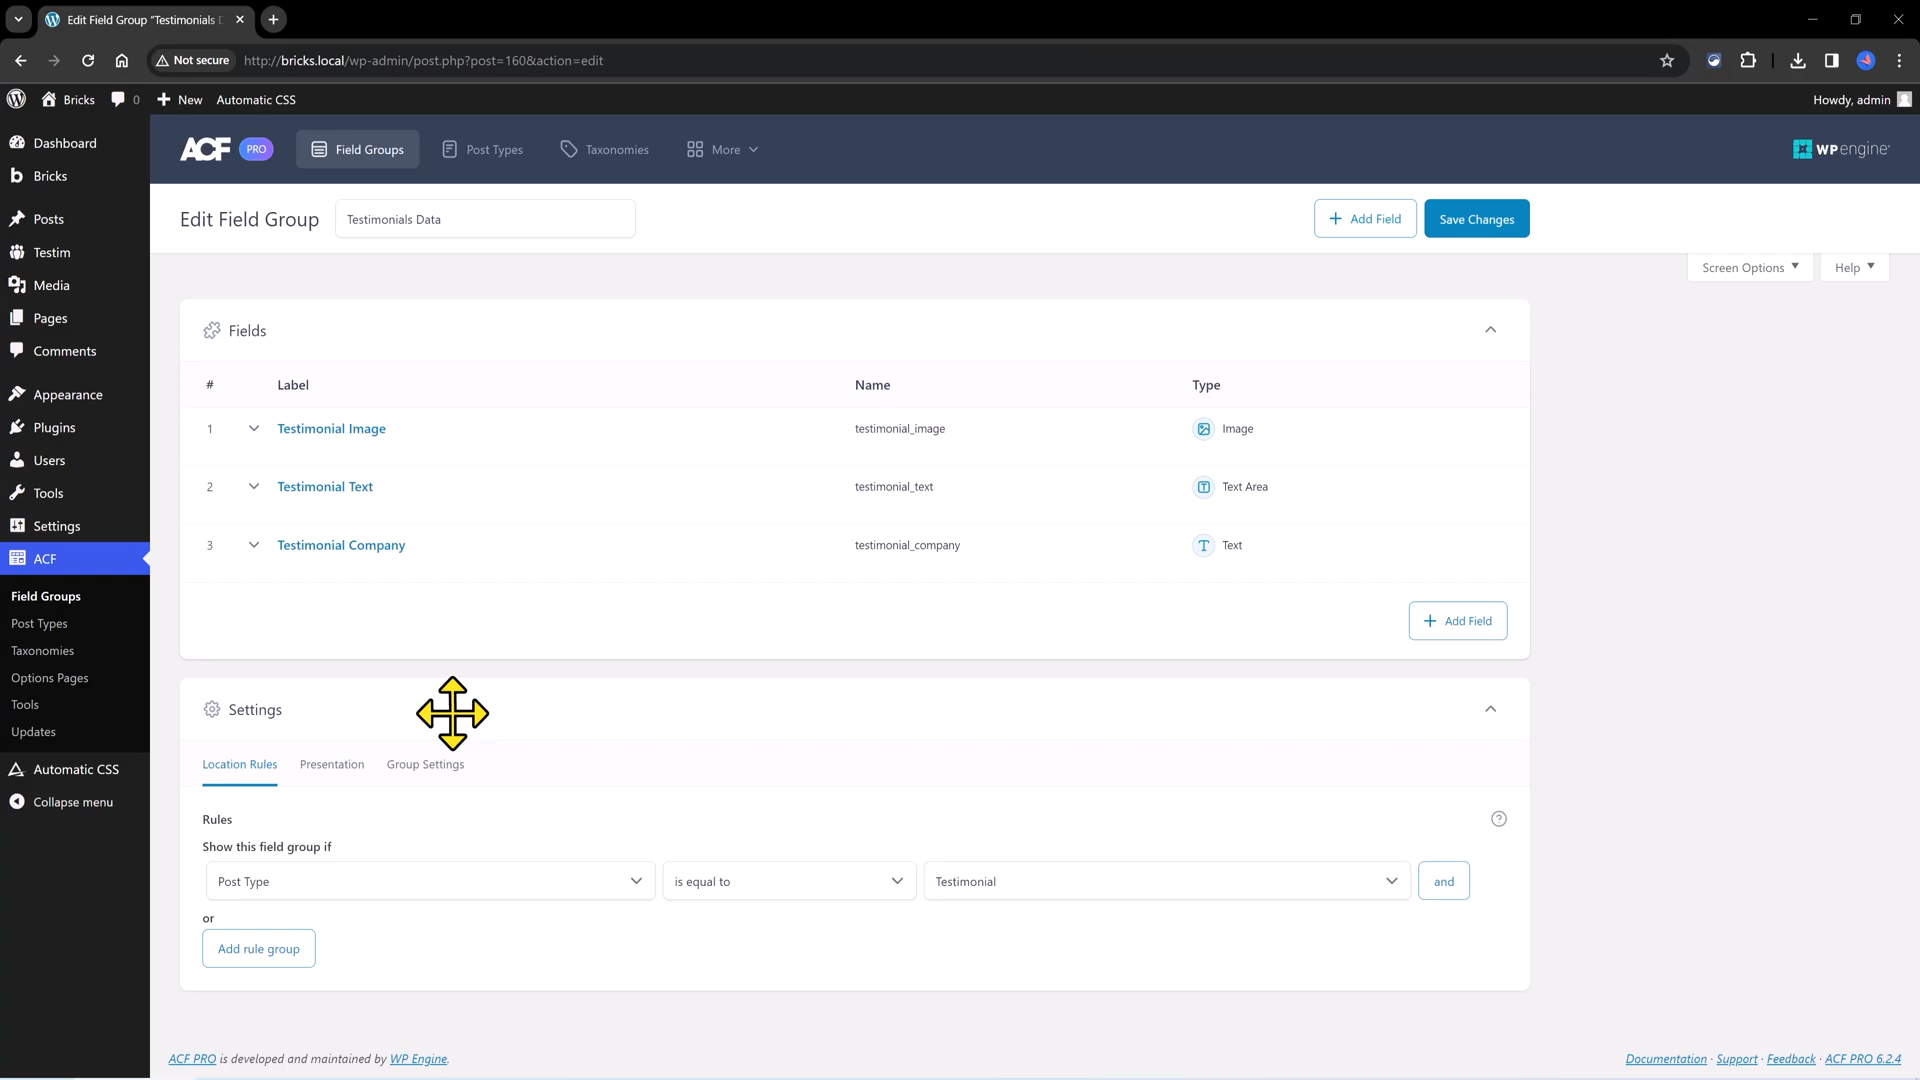 Edit Field Group "Testimonials D
Not secure http://bricks.local/wp-admin/post.php?post=160&action=edit
Bricks 0 New Automatic CSS Howdy, admin
Dashboard
Bricks
Posts
Testim
Media
Pages
Comments
Appearance
Plugins
Users
Tools
Settings
ACF
Field Groups
Post Types
Taxonomies
Options Pages
Tools
Updates
Automatic CSS
Collapse menu
ACF PRO Field Groups Post Types Taxonomies More WP engine
Edit Field Group Testimonials Data + Add Field Save Changes
Screen Options Help
Fields
# Label Name Type
1 Testimonial Image testimonial_image Image
2 Testimonial Text testimonial_text Text Area
3 Testimonial Company testimonial_company Text
+ Add Field
Settings
Location Rules Presentation Group Settings
Rules
Show this field group if
Post Type is equal to Testimonial and
or
Add rule group
ACF PRO is developed and maintained by WP Engine.
Documentation · Support · Feedback · ACF PRO 6.2.4